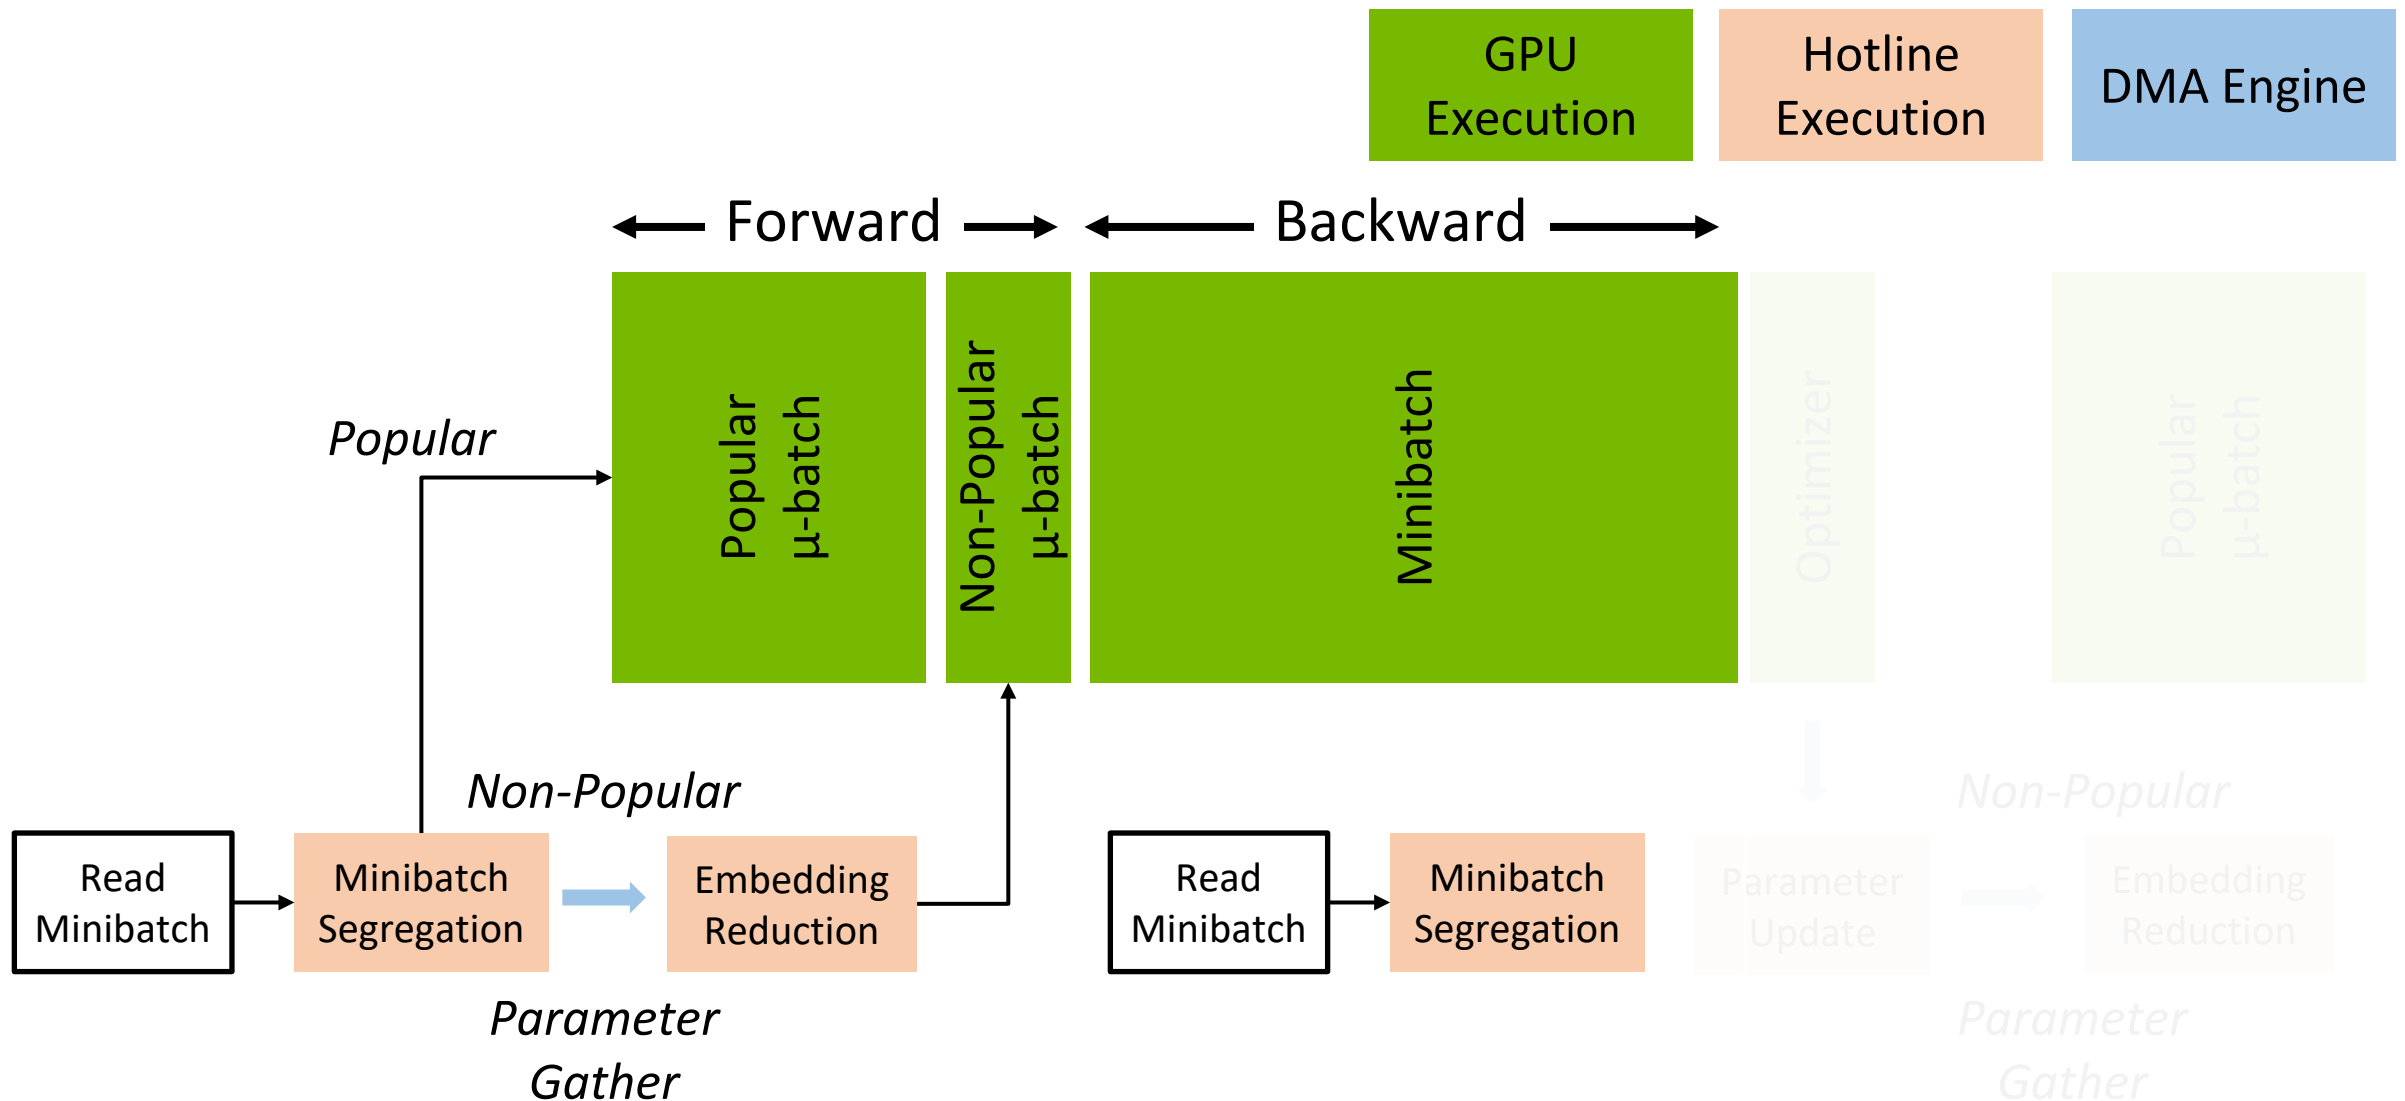 GPU
Execution
Hotline
Execution
DMA Engine
Forward
Backward
Popular
μ-batch
Non-Popular
μ-batch
Minibatch
Optimizer
Popular
μ-batch
Popular
Non-Popular
Non-Popular
Read
Minibatch
Minibatch
Segregation
Embedding
Reduction
Read
Minibatch
Minibatch
Segregation
Parameter
Update
Embedding
Reduction
Parameter
Gather
Parameter
Gather